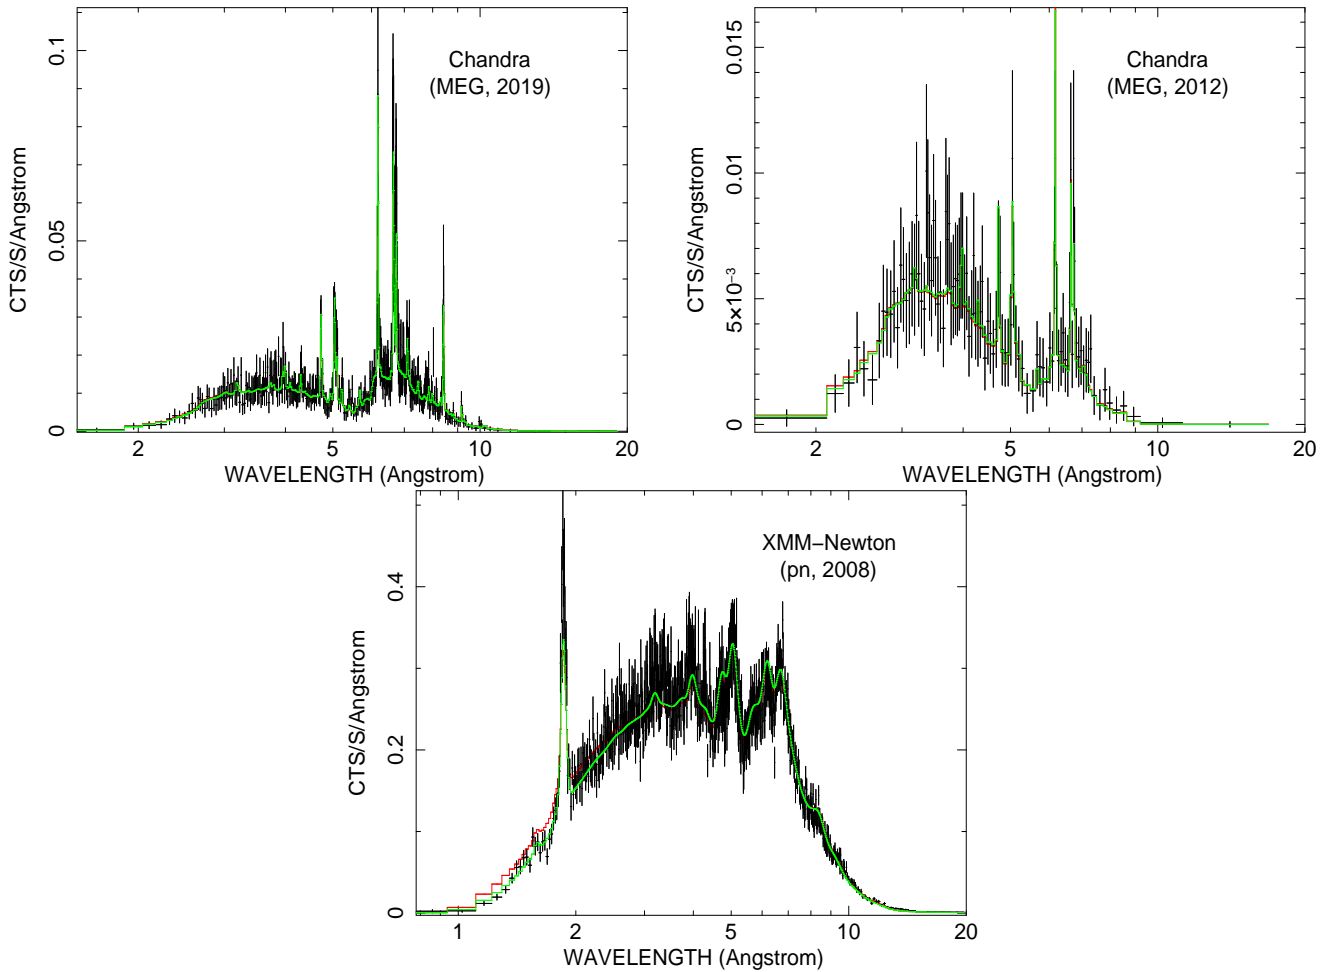 Chandra
(MEG, 2019)
CTS/S/Angstrom
0 0.05 0.1
2 5 10 20
WAVELENGTH (Angstrom)
Chandra
(MEG, 2012)
CTS/S/Angstrom
0 5×10⁻³ 0.01 0.015
2 5 10 20
WAVELENGTH (Angstrom)
XMM−Newton
(pn, 2008)
CTS/S/Angstrom
0 0.2 0.4
1 2 5 10 20
WAVELENGTH (Angstrom)